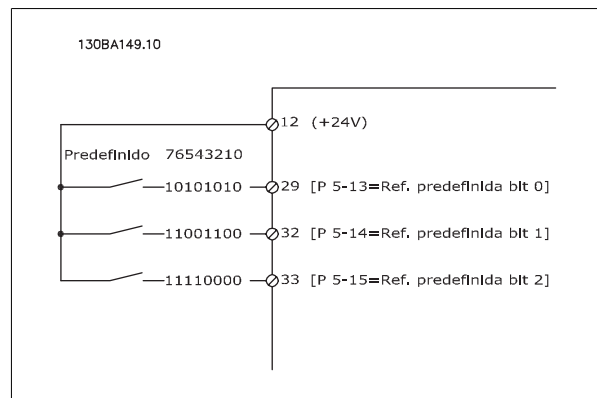 130BA149.10
12 (+24V)
Predefinido 76543210
10101010 29 [P 5-13=Ref. predefinida bit 0]
11001100 32 [P 5-14=Ref. predefinida bit 1]
11110000 33 [P 5-15=Ref. predefinida bit 2]